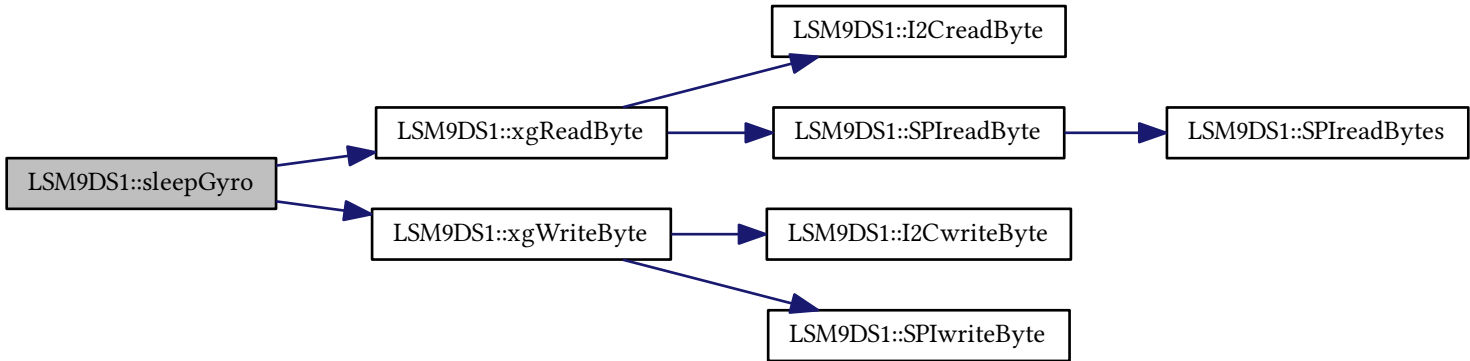 LSM9DS1::I2CreadByte
LSM9DS1::xgReadByte
LSM9DS1::SPIreadByte
LSM9DS1::SPIreadBytes
LSM9DS1::sleepGyro
LSM9DS1::xgWriteByte
LSM9DS1::I2CwriteByte
LSM9DS1::SPIwriteByte